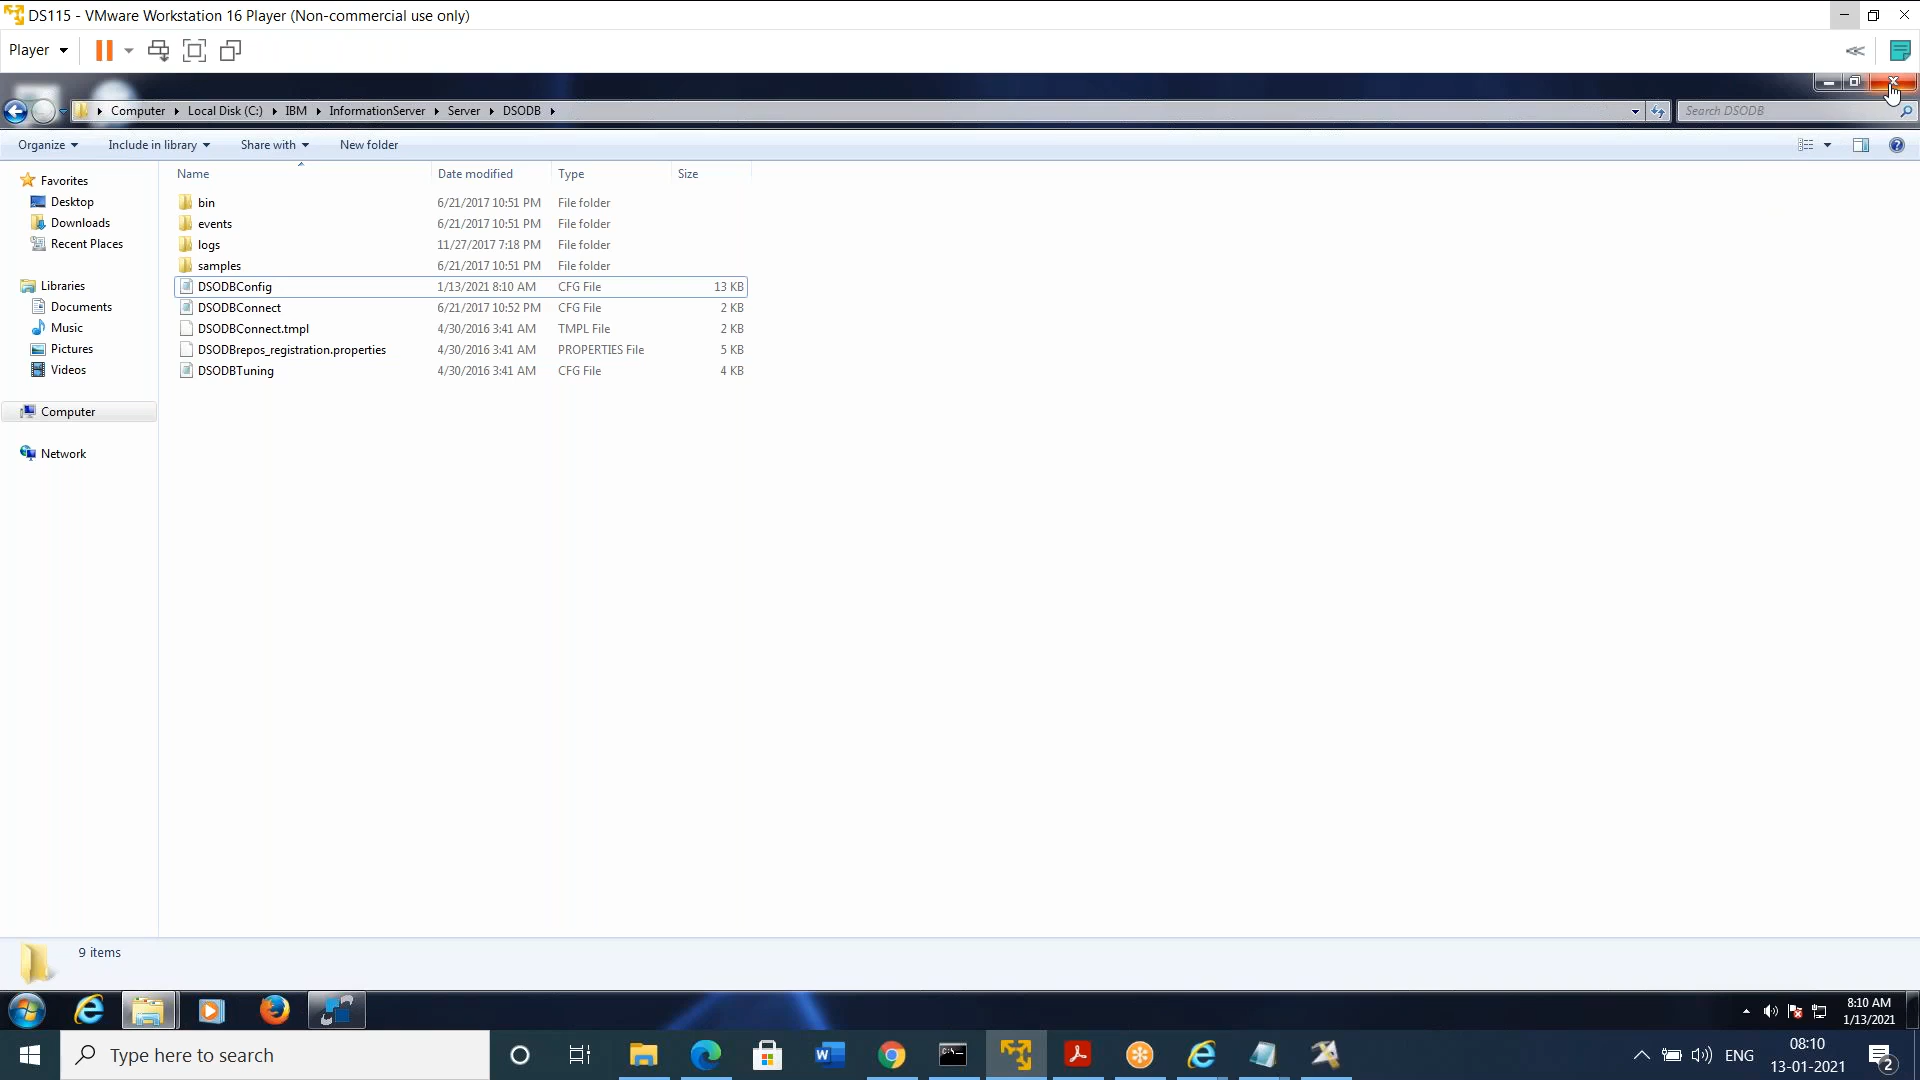 DS115 - VMware Workstation 16 Player (Non-commercial use only)
Player
Computer Local Disk (C:) IBM InformationServer Server DSODB
Search DSODB
Organize Include in library Share with New folder
Name Date modified Type Size
Favorites
Desktop
Downloads
Recent Places
Libraries
Documents
Music
Pictures
Videos
Computer
Network
bin 6/21/2017 10:51 PM File folder
events 6/21/2017 10:51 PM File folder
logs 11/27/2017 7:18 PM File folder
samples 6/21/2017 10:51 PM File folder
DSODBConfig 1/13/2021 8:10 AM CFG File 13 KB
DSODBConnect 6/21/2017 10:52 PM CFG File 2 KB
DSODBConnect.tmpl 4/30/2016 3:41 AM TMPL File 2 KB
DSODBrepos_registration.properties 4/30/2016 3:41 AM PROPERTIES File 5 KB
DSODBTuning 4/30/2016 3:41 AM CFG File 4 KB
9 items
8:10 AM
1/13/2021
Type here to search
ENG
08:10
13-01-2021
2